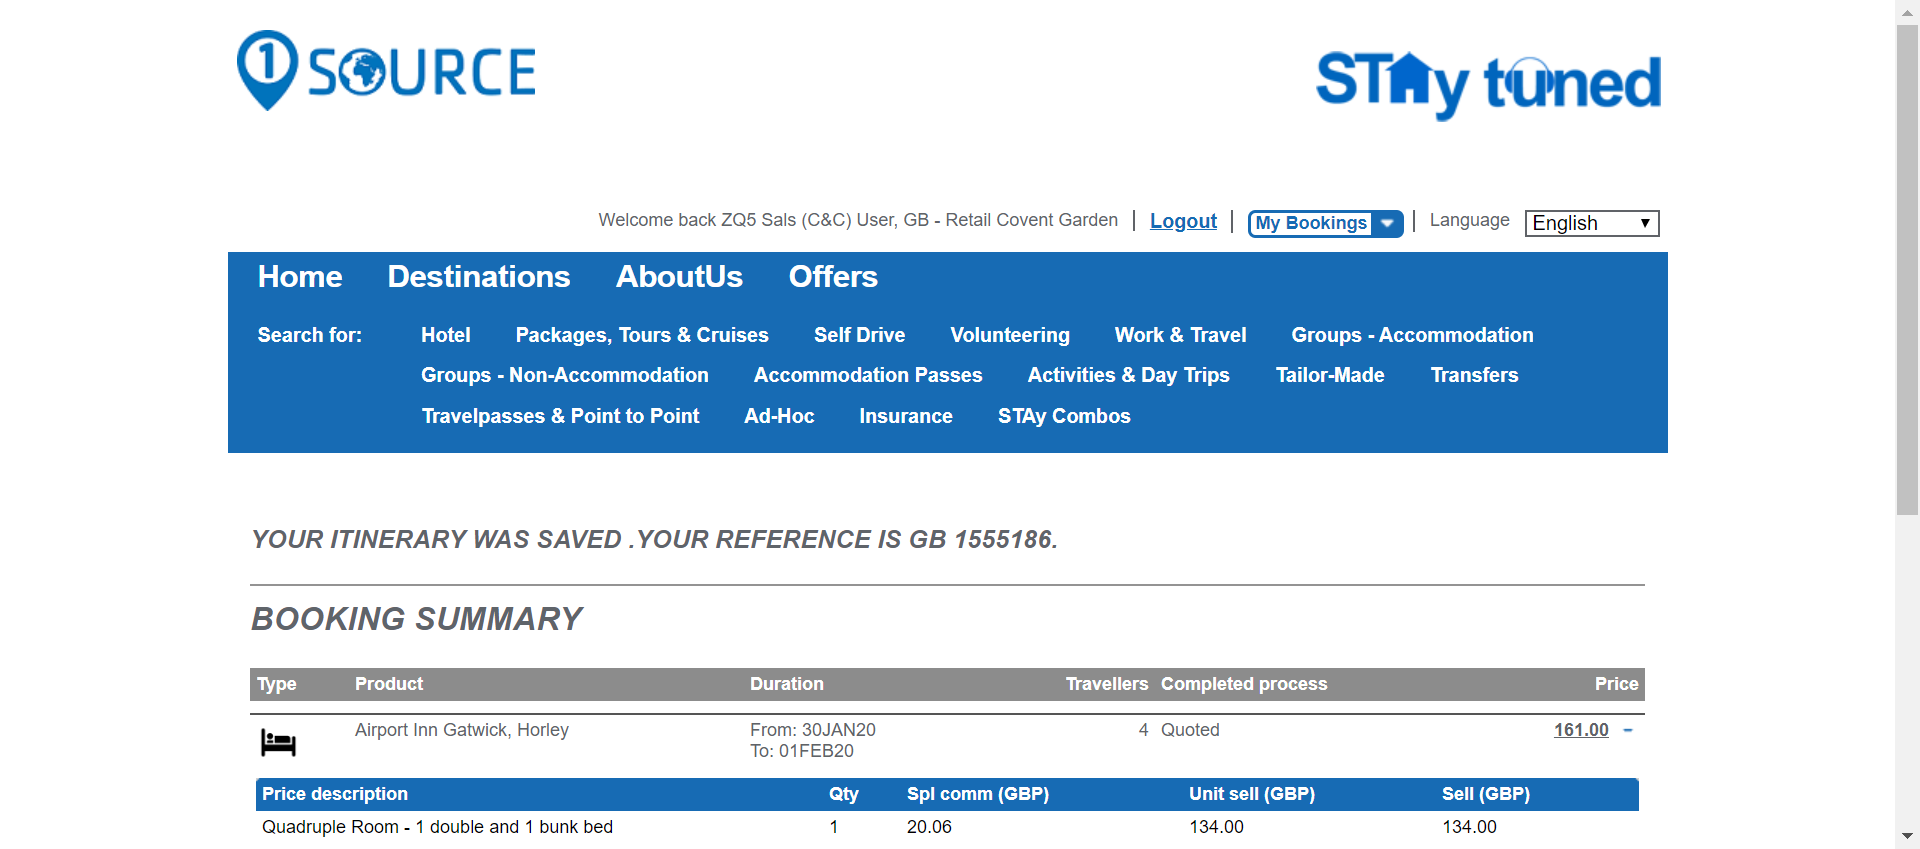 1 SOURCE
STAy tuned
Welcome back ZQ5 Sals (C&C) User, GB - Retail Covent Garden | Logout | My Bookings | Language English
Home Destinations AboutUs Offers
Search for: Hotel Packages, Tours & Cruises Self Drive Volunteering Work & Travel Groups - Accommodation
Groups - Non-Accommodation Accommodation Passes Activities & Day Trips Tailor-Made Transfers
Travelpasses & Point to Point Ad-Hoc Insurance STAy Combos
YOUR ITINERARY WAS SAVED .YOUR REFERENCE IS GB 1555186.
BOOKING SUMMARY
Type Product Duration Travellers Completed process Price
Airport Inn Gatwick, Horley From: 30JAN20 4 Quoted 161.00 -
To: 01FEB20
Price description Qty Spl comm (GBP) Unit sell (GBP) Sell (GBP)
Quadruple Room - 1 double and 1 bunk bed 1 20.06 134.00 134.00